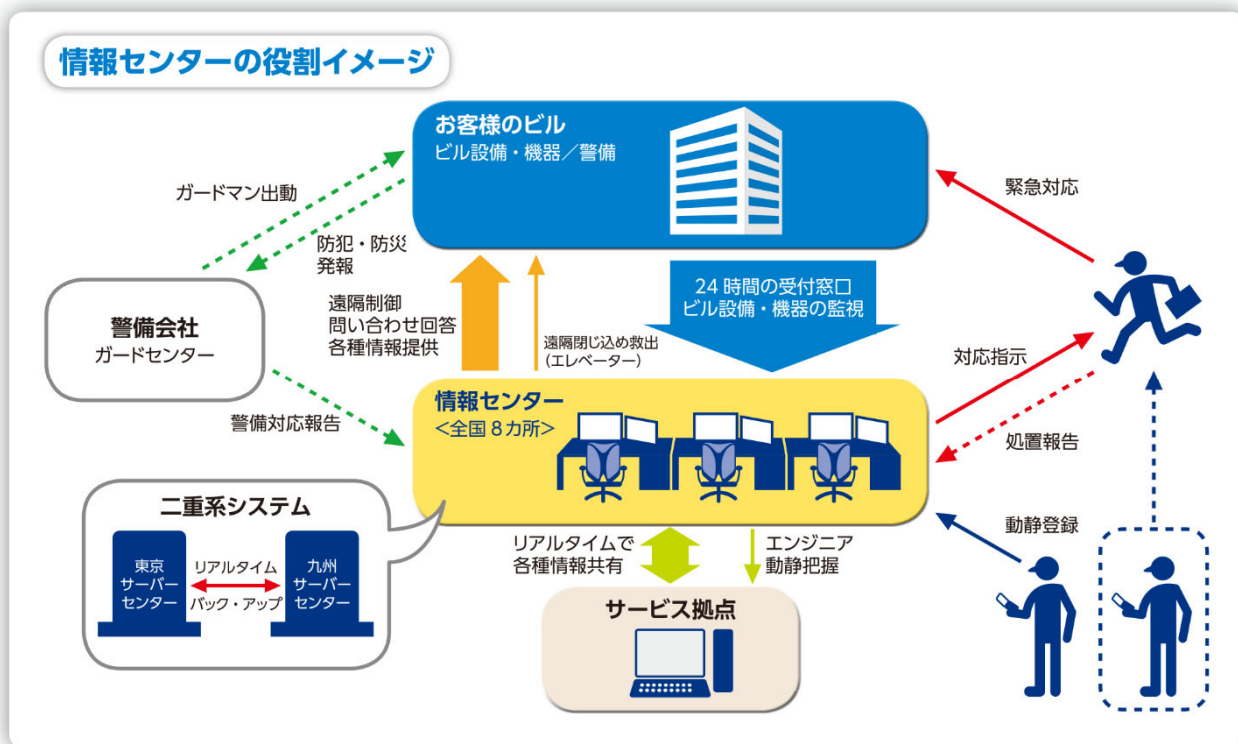 情報センターの役割イメージ
お客様のビル
ビル設備・機器／警備
ガードマン出動
緊急対応
防犯・防災
発報
24時間の受付窓口
ビル設備・機器の監視
警備会社
ガードセンター
遠隔制御
問い合わせ回答
各種情報提供
遠隔閉じ込め救出
(エレベーター)
対応指示
情報センター
<全国8カ所>
警備対応報告
処置報告
二重系システム
東京
サーバー
センター
リアルタイム
バック・アップ
九州
サーバー
センター
リアルタイムで
各種情報共有
エンジニア
動静把握
動静登録
サービス拠点